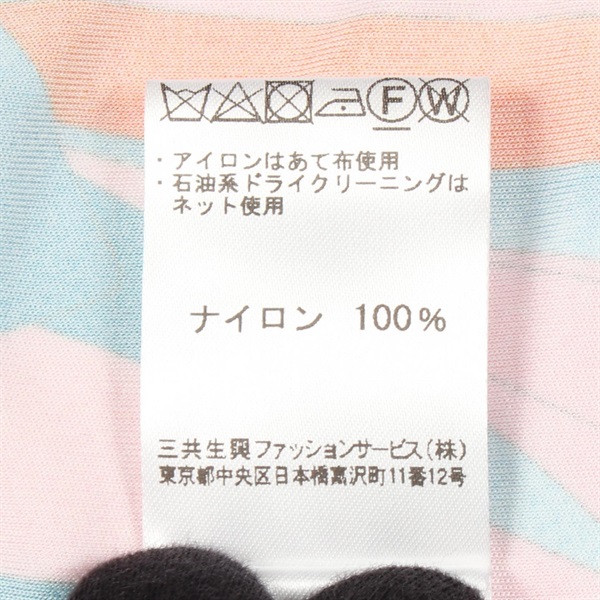 F W
・アイロンはあて布使用
・石油系ドライクリーニングは
ネット使用
ナイロン 100%
三共生興ファッションサービス(株)
東京都中央区日本橋富沢町11番12号